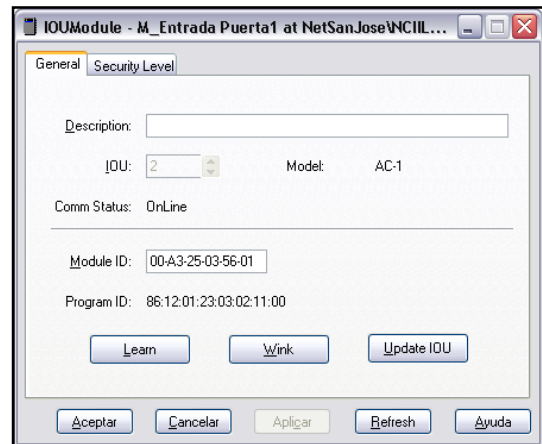 IOUModule - M_Entrada Puerta1 at NetSanJose\NCIIL...
General Security Level
Description:
IOU: 2 Model: AC-1
Comm Status: OnLine
Module ID: 00-A3-25-03-56-01
Program ID: 86:12:01:23:03:02:11:00
Learn Wink Update IOU
Aceptar Cancelar Aplicar Refresh Ayuda